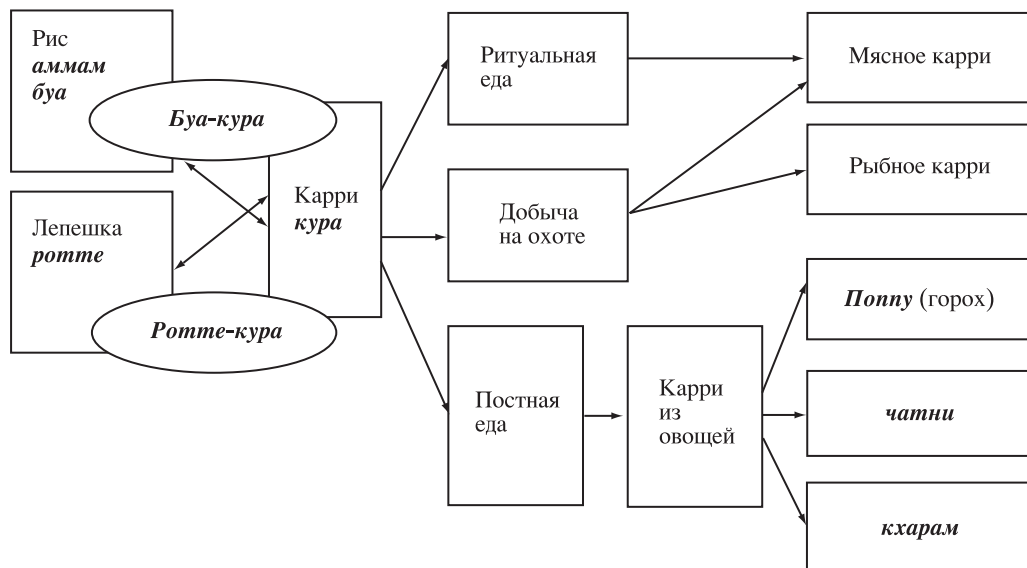 Рис
аммам
буа
Буа-кура
Лепешка
ротте
Ротте-кура
Карри
кура
Ритуальная
еда
Добыча
на охоте
Постная
еда
Карри
из
овощей
Мясное карри
Рыбное карри
Поппу (горох)
чатни
кхарам